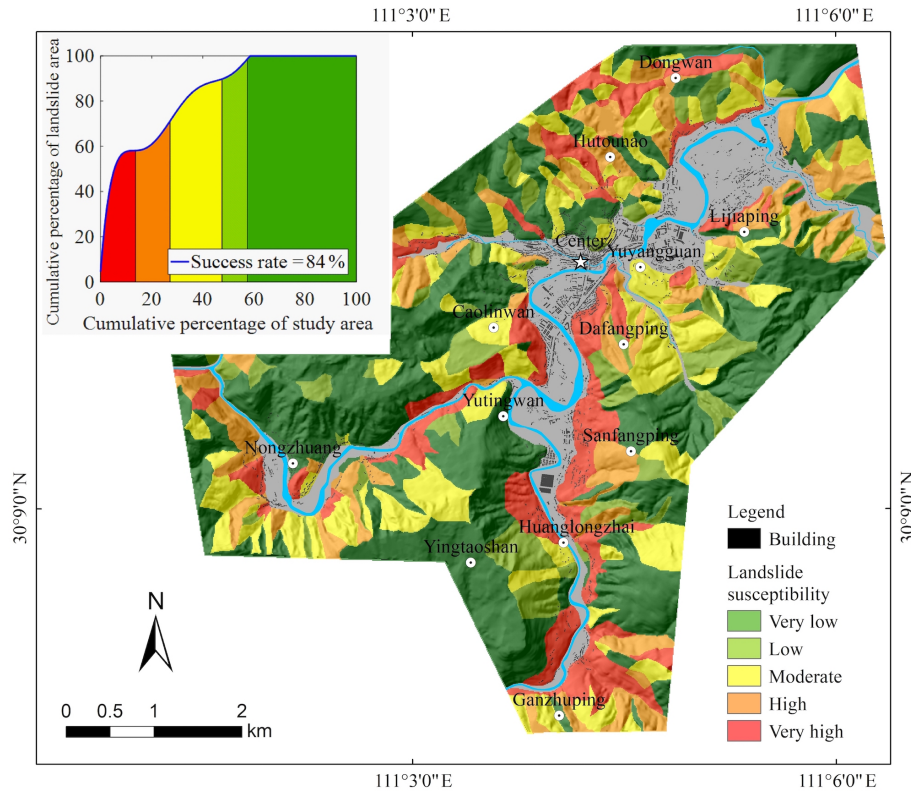 111°3'0"E
111°6'0"E
Cumulative percentage of landslide area
100
80
60
40
20
0
Success rate = 84 %
0
20
40
60
80
100
Cumulative percentage of study area
Dongwan
Hutounao
Lijiaping
Center
Yuyangguan
Caolinwan
Dafangping
Yutingwan
Sanfangping
Nongzhuang
Huanglongzhai
Yingtaoshan
Ganzhuping
30°9'0"N
30°9'0"N
N
0 0.5 1 2
km
Legend
Building
Landslide
susceptibility
Very low
Low
Moderate
High
Very high
111°3'0"E
111°6'0"E